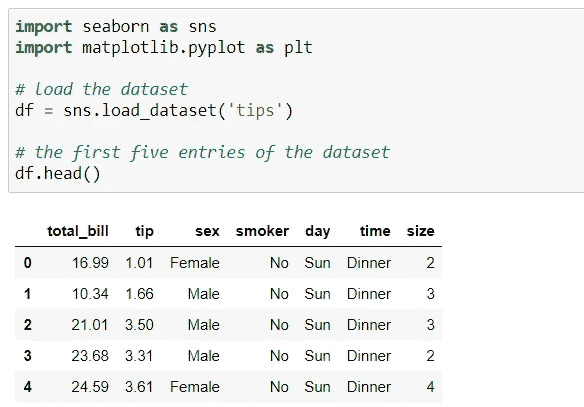 import seaborn as sns
import matplotlib.pyplot as plt
# load the dataset
df = sns.load_dataset('tips')
# the first five entries of the dataset
df.head()
total_bill tip sex smoker day time size
0 16.99 1.01 Female No Sun Dinner 2
1 10.34 1.66 Male No Sun Dinner 3
2 21.01 3.50 Male No Sun Dinner 3
3 23.68 3.31 Male No Sun Dinner 2
4 24.59 3.61 Female No Sun Dinner 4